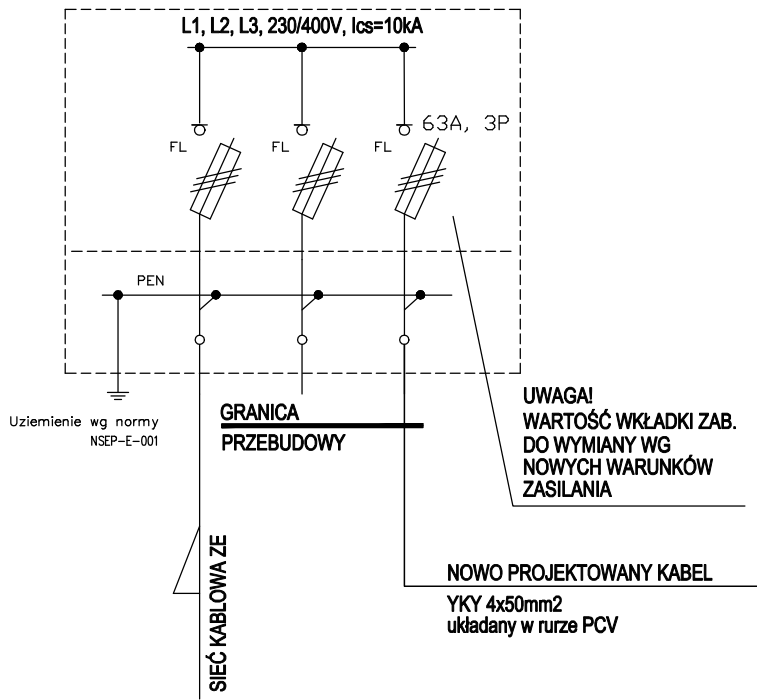 L1, L2, L3, 230/400V, Ics=10kA
63A, 3P
FL
FL
FL
PEN
Uziemienie wg normy
NSEP-E-001
GRANICA
PRZEBUDOWY
UWAGA!
WARTOŚĆ WKŁADKI ZAB.
DO WYMIANY WG
NOWYCH WARUNKÓW
ZASILANIA
SIEĆ KABLOWA ZE
NOWO PROJEKTOWANY KABEL
YKY 4x50mm2
układany w rurze PCV